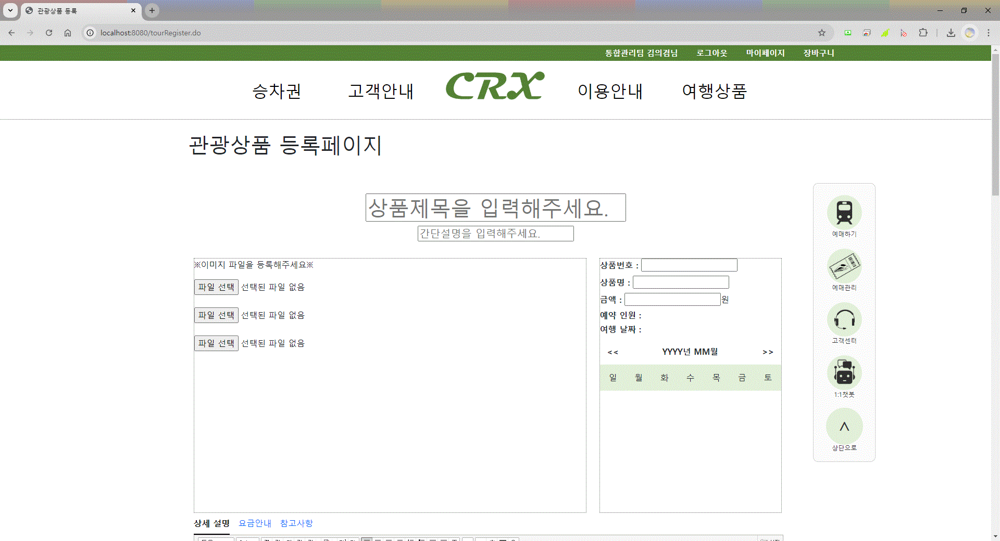 관광상품 등록
localhost:8080/tourRegister.do
통합관리팀 김의겸님 로그아웃 마이페이지 장바구니
승차권 고객안내 CRX 이용안내 여행상품
관광상품 등록페이지
상품제목을 입력해주세요.
간단설명을 입력해주세요.
※이미지 파일을 등록해주세요※
파일 선택 선택된 파일 없음
파일 선택 선택된 파일 없음
파일 선택 선택된 파일 없음
상품번호 :
상품명 :
금액 : 원
예약 인원 :
여행 날짜 :
<< YYYY년 MM월 >>
일 월 화 수 목 금 토
예매하기
예매관리
고객센터
1:1챗봇
^
상단으로
상세 설명 요금안내 참고사항